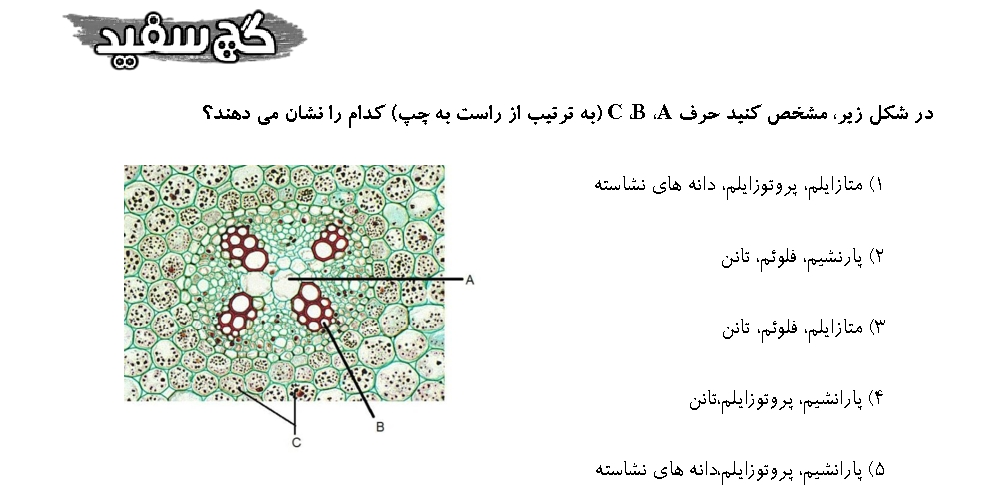 گچ سفید
در شکل زیر، مشخص کنید حرف A، B، C (به ترتیب از راست به چپ) کدام را نشان می دهند؟
۱) متازایلم، پروتوزایلم، دانه های نشاسته
۲) پارنشیم، فلوئم، تانن
۳) متازایلم، فلوئم، تانن
۴) پارانشیم، پروتوزایلم،تانن
۵) پارانشیم، پروتوزایلم،دانه های نشاسته
A
B
C